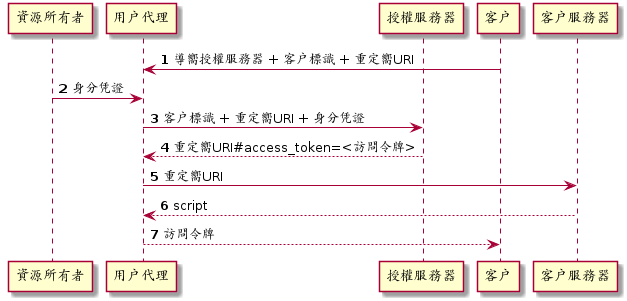 資源所有者 用户代理 授權服務器 客户 客户服務器
1 導嚮授權服務器 + 客户標識 + 重定嚮URI
2 身分凭證
3 客户標識 + 重定嚮URI + 身分凭證
4 重定嚮URI#access_token=<訪問令牌>
5 重定嚮URI
6 script
7 訪問令牌
資源所有者 用户代理 授權服務器 客户 客户服務器